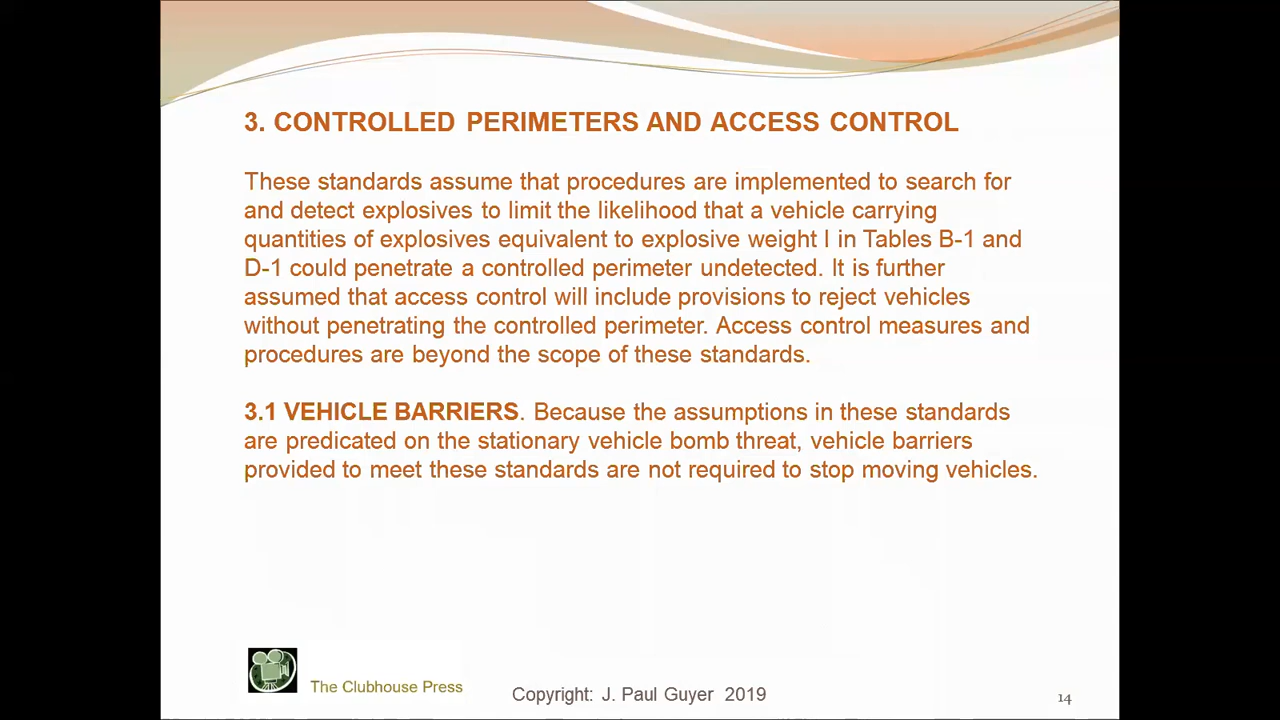 3. CONTROLLED PERIMETERS AND ACCESS CONTROL
These standards assume that procedures are implemented to search for
and detect explosives to limit the likelihood that a vehicle carrying
quantities of explosives equivalent to explosive weight I in Tables B-1 and
D-1 could penetrate a controlled perimeter undetected. It is further
assumed that access control will include provisions to reject vehicles
without penetrating the controlled perimeter. Access control measures and
procedures are beyond the scope of these standards.
3.1 VEHICLE BARRIERS. Because the assumptions in these standards
are predicated on the stationary vehicle bomb threat, vehicle barriers
provided to meet these standards are not required to stop moving vehicles.
The Clubhouse Press
Copyright: J. Paul Guyer 2019
14